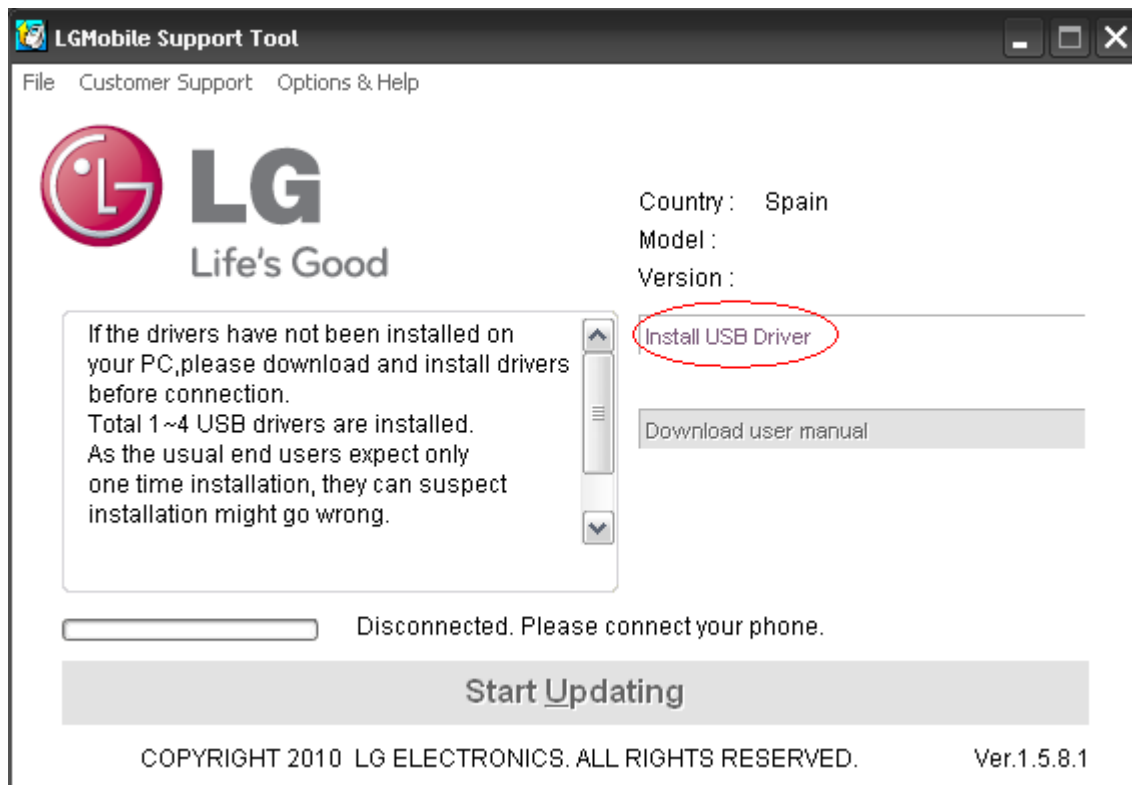 LGMobile Support Tool
File Customer Support Options & Help
LG
Life's Good
Country : Spain
Model :
Version :
If the drivers have not been installed on
your PC,please download and install drivers
before connection.
Total 1~4 USB drivers are installed.
As the usual end users expect only
one time installation, they can suspect
installation might go wrong.
Install USB Driver
Download user manual
Disconnected. Please connect your phone.
Start Updating
COPYRIGHT 2010 LG ELECTRONICS. ALL RIGHTS RESERVED. Ver.1.5.8.1